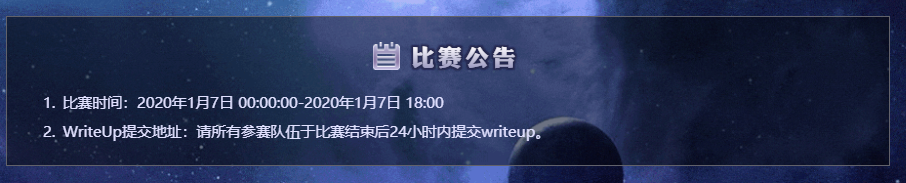 比赛公告
1. 比赛时间：2020年1月7日 00:00:00-2020年1月7日 18:00
2. WriteUp提交地址：请所有参赛队伍于比赛结束后24小时内提交writeup。